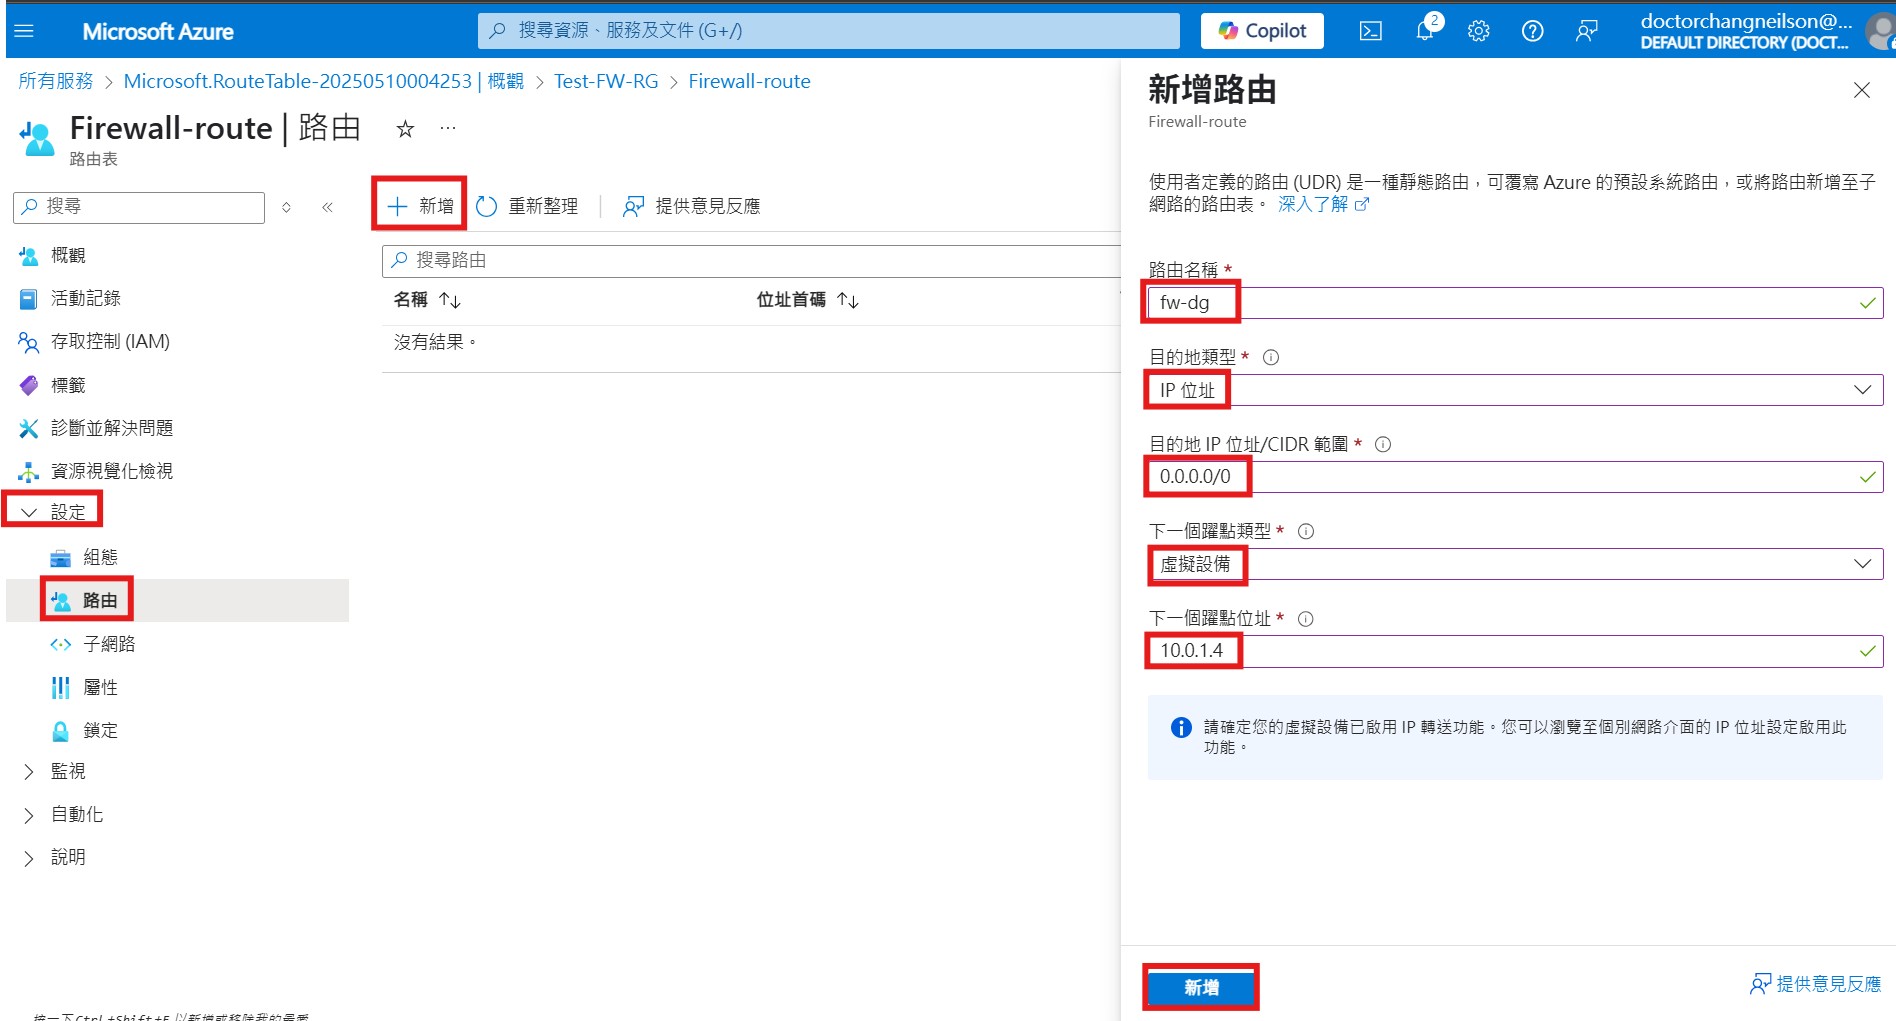 Microsoft Azure
搜尋資源、服務及文件 (G+/)
Copilot
2
doctorchangneilson@...
DEFAULT DIRECTORY (DOCT...
所有服務 > Microsoft.RouteTable-20250510004253 | 概觀 > Test-FW-RG > Firewall-route
Firewall-route | 路由
路由表
搜尋
概觀
活動記錄
存取控制 (IAM)
標籤
診斷並解決問題
資源視覺化檢視
設定
組態
路由
子網路
屬性
鎖定
監視
自動化
說明
新增
重新整理
提供意見反應
搜尋路由
名稱
位址首碼
沒有結果。
新增路由
Firewall-route
使用者定義的路由 (UDR) 是一種靜態路由，可覆寫 Azure 的預設系統路由，或將路由新增至子
網路的路由表。 深入了解
路由名稱 *
fw-dg
目的地類型 *
IP 位址
目的地 IP 位址/CIDR 範圍 *
0.0.0.0/0
下一個躍點類型 *
虛擬設備
下一個躍點位址 *
10.0.1.4
請確定您的虛擬設備已啟用 IP 轉送功能。您可以瀏覽至個別網路介面的 IP 位址設定啟用此
功能。
新增
提供意見反應